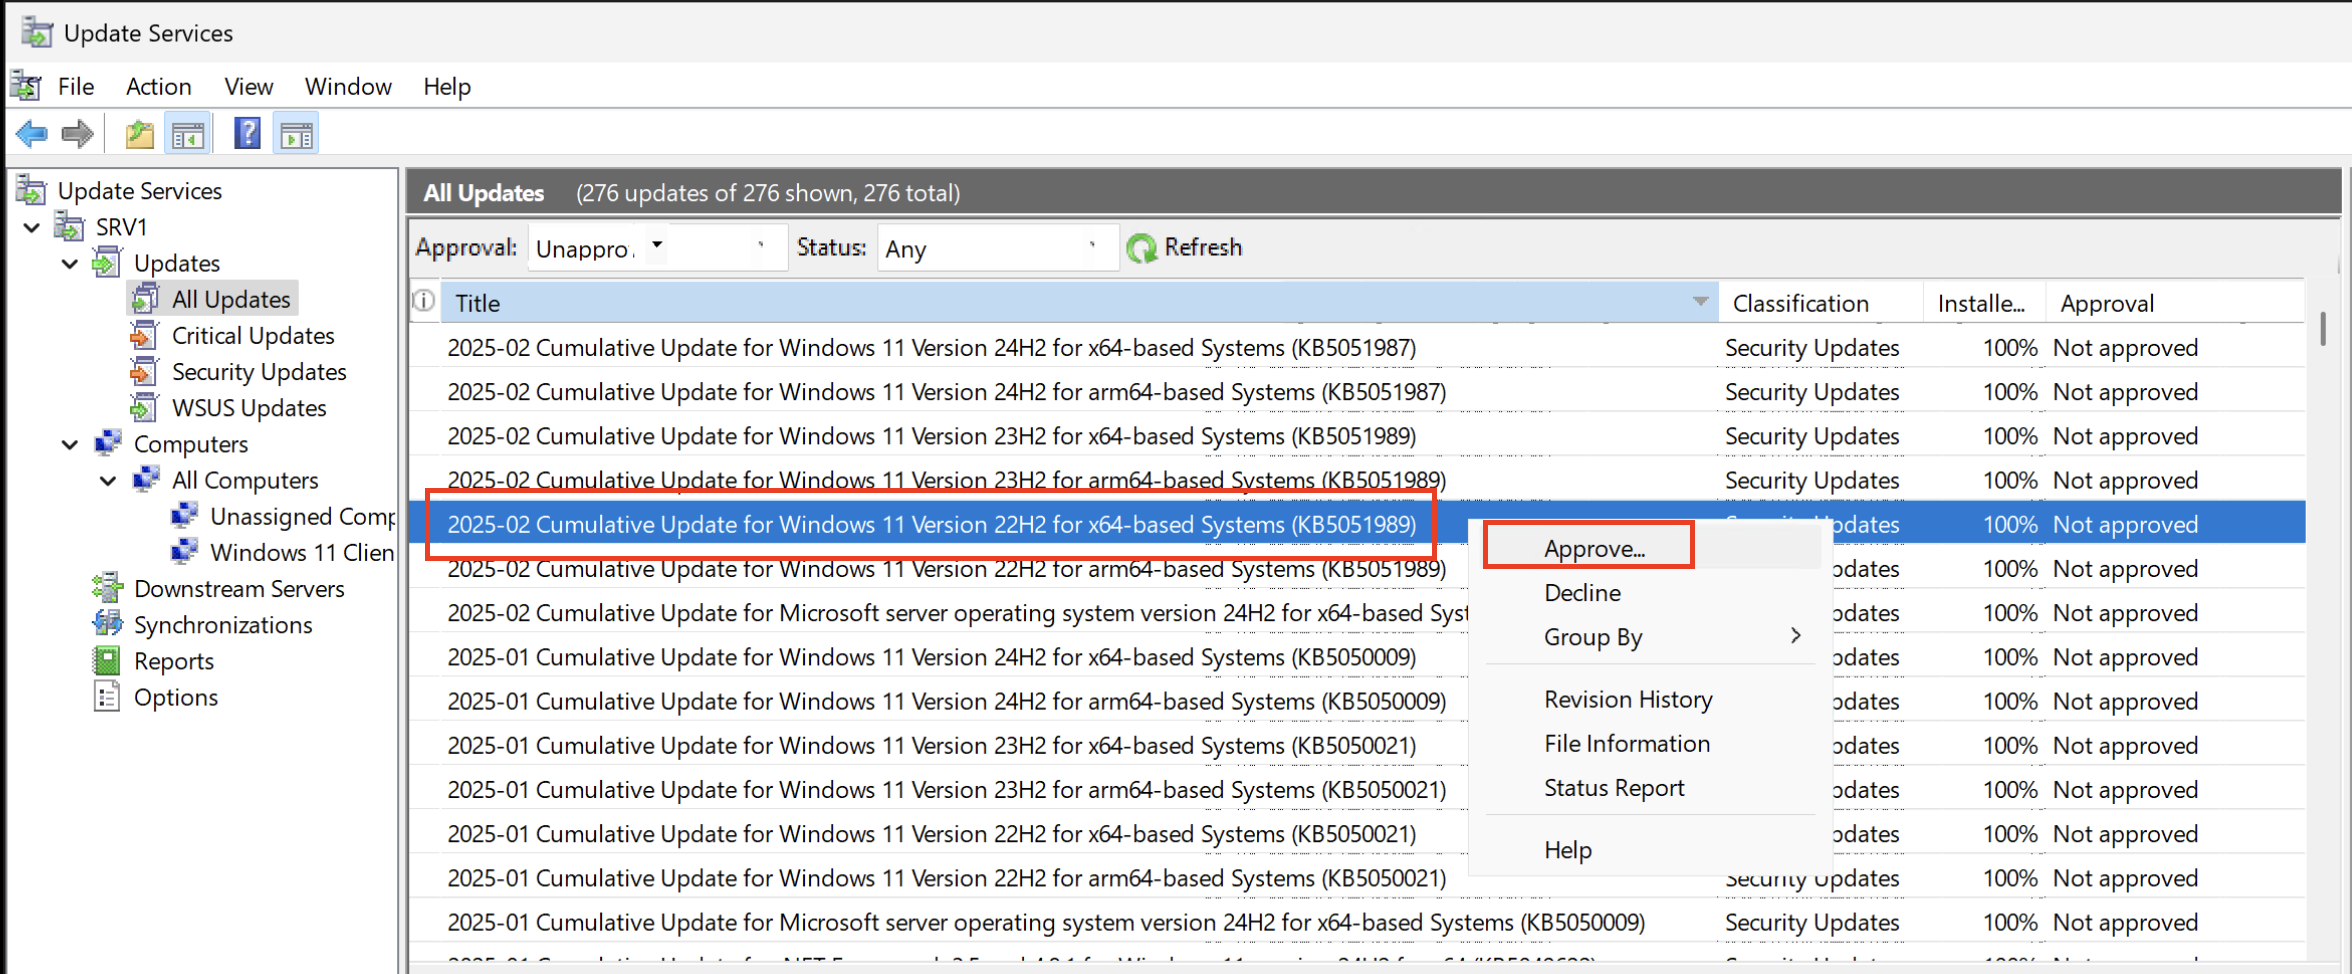 Update Services
File Action View Window Help
Update Services
SRV1
Updates
All Updates
Critical Updates
Security Updates
WSUS Updates
Computers
All Computers
Unassigned Comp
Windows 11 Clien
Downstream Servers
Synchronizations
Reports
Options
All Updates (276 updates of 276 shown, 276 total)
Approval: Unappro Status: Any Refresh
Title Classification Installe... Approval
2025-02 Cumulative Update for Windows 11 Version 24H2 for x64-based Systems (KB5051987) Security Updates 100% Not approved
2025-02 Cumulative Update for Windows 11 Version 24H2 for arm64-based Systems (KB5051987) Security Updates 100% Not approved
2025-02 Cumulative Update for Windows 11 Version 23H2 for x64-based Systems (KB5051989) Security Updates 100% Not approved
2025-02 Cumulative Update for Windows 11 Version 23H2 for arm64-based Systems (KB5051989) Security Updates 100% Not approved
2025-02 Cumulative Update for Windows 11 Version 22H2 for x64-based Systems (KB5051989) Security Updates 100% Not approved
2025-02 Cumulative Update for Windows 11 Version 22H2 for arm64-based Systems (KB5051989) pdates 100% Not approved
2025-02 Cumulative Update for Microsoft server operating system version 24H2 for x64-based Syst pdates 100% Not approved
2025-01 Cumulative Update for Windows 11 Version 24H2 for x64-based Systems (KB5050009) pdates 100% Not approved
2025-01 Cumulative Update for Windows 11 Version 24H2 for arm64-based Systems (KB5050009) pdates 100% Not approved
2025-01 Cumulative Update for Windows 11 Version 23H2 for x64-based Systems (KB5050021) pdates 100% Not approved
2025-01 Cumulative Update for Windows 11 Version 23H2 for arm64-based Systems (KB5050021) pdates 100% Not approved
2025-01 Cumulative Update for Windows 11 Version 22H2 for x64-based Systems (KB5050021) pdates 100% Not approved
2025-01 Cumulative Update for Windows 11 Version 22H2 for arm64-based Systems (KB5050021) Security Updates 100% Not approved
2025-01 Cumulative Update for Microsoft server operating system version 24H2 for x64-based Systems (KB5050009) Security Updates 100% Not approved
Approve...
Decline
Group By
Revision History
File Information
Status Report
Help